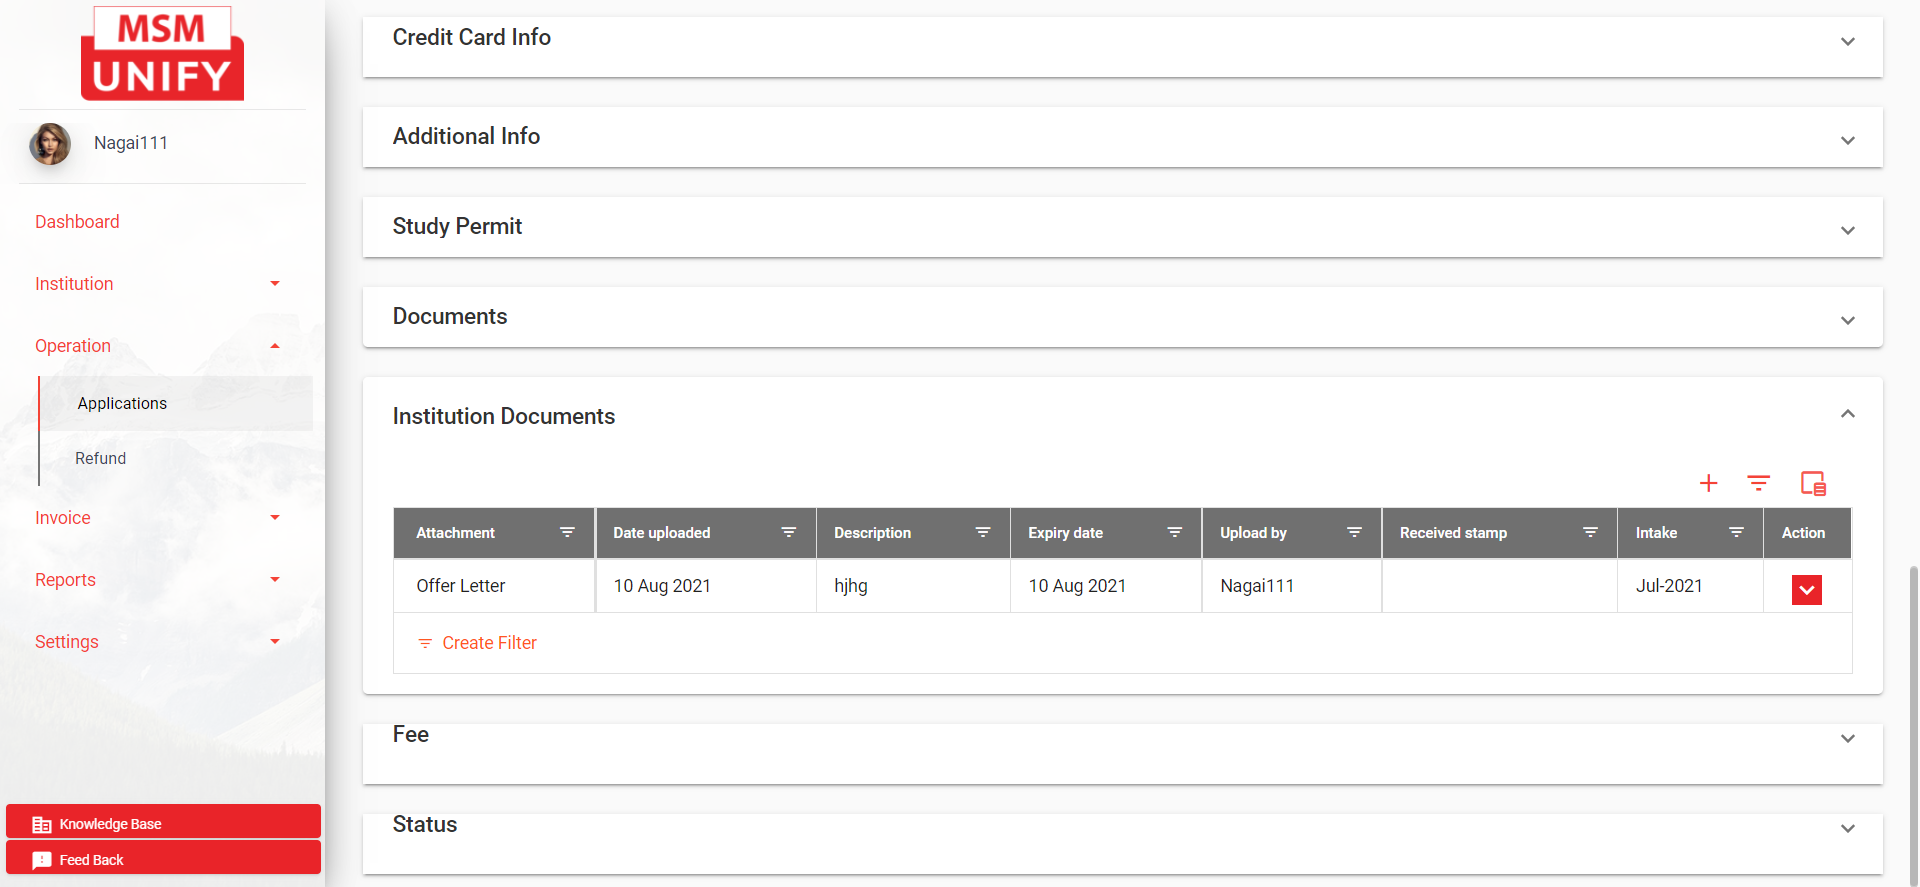 MSM
UNIFY
Nagai111
Dashboard
Institution
Operation
Applications
Refund
Invoice
Reports
Settings
Knowledge Base
Feed Back
Credit Card Info
Additional Info
Study Permit
Documents
Institution Documents
Attachment Date uploaded Description Expiry date Upload by Received stamp Intake Action
Offer Letter 10 Aug 2021 hjhg 10 Aug 2021 Nagai111 Jul-2021
Create Filter
Fee
Status